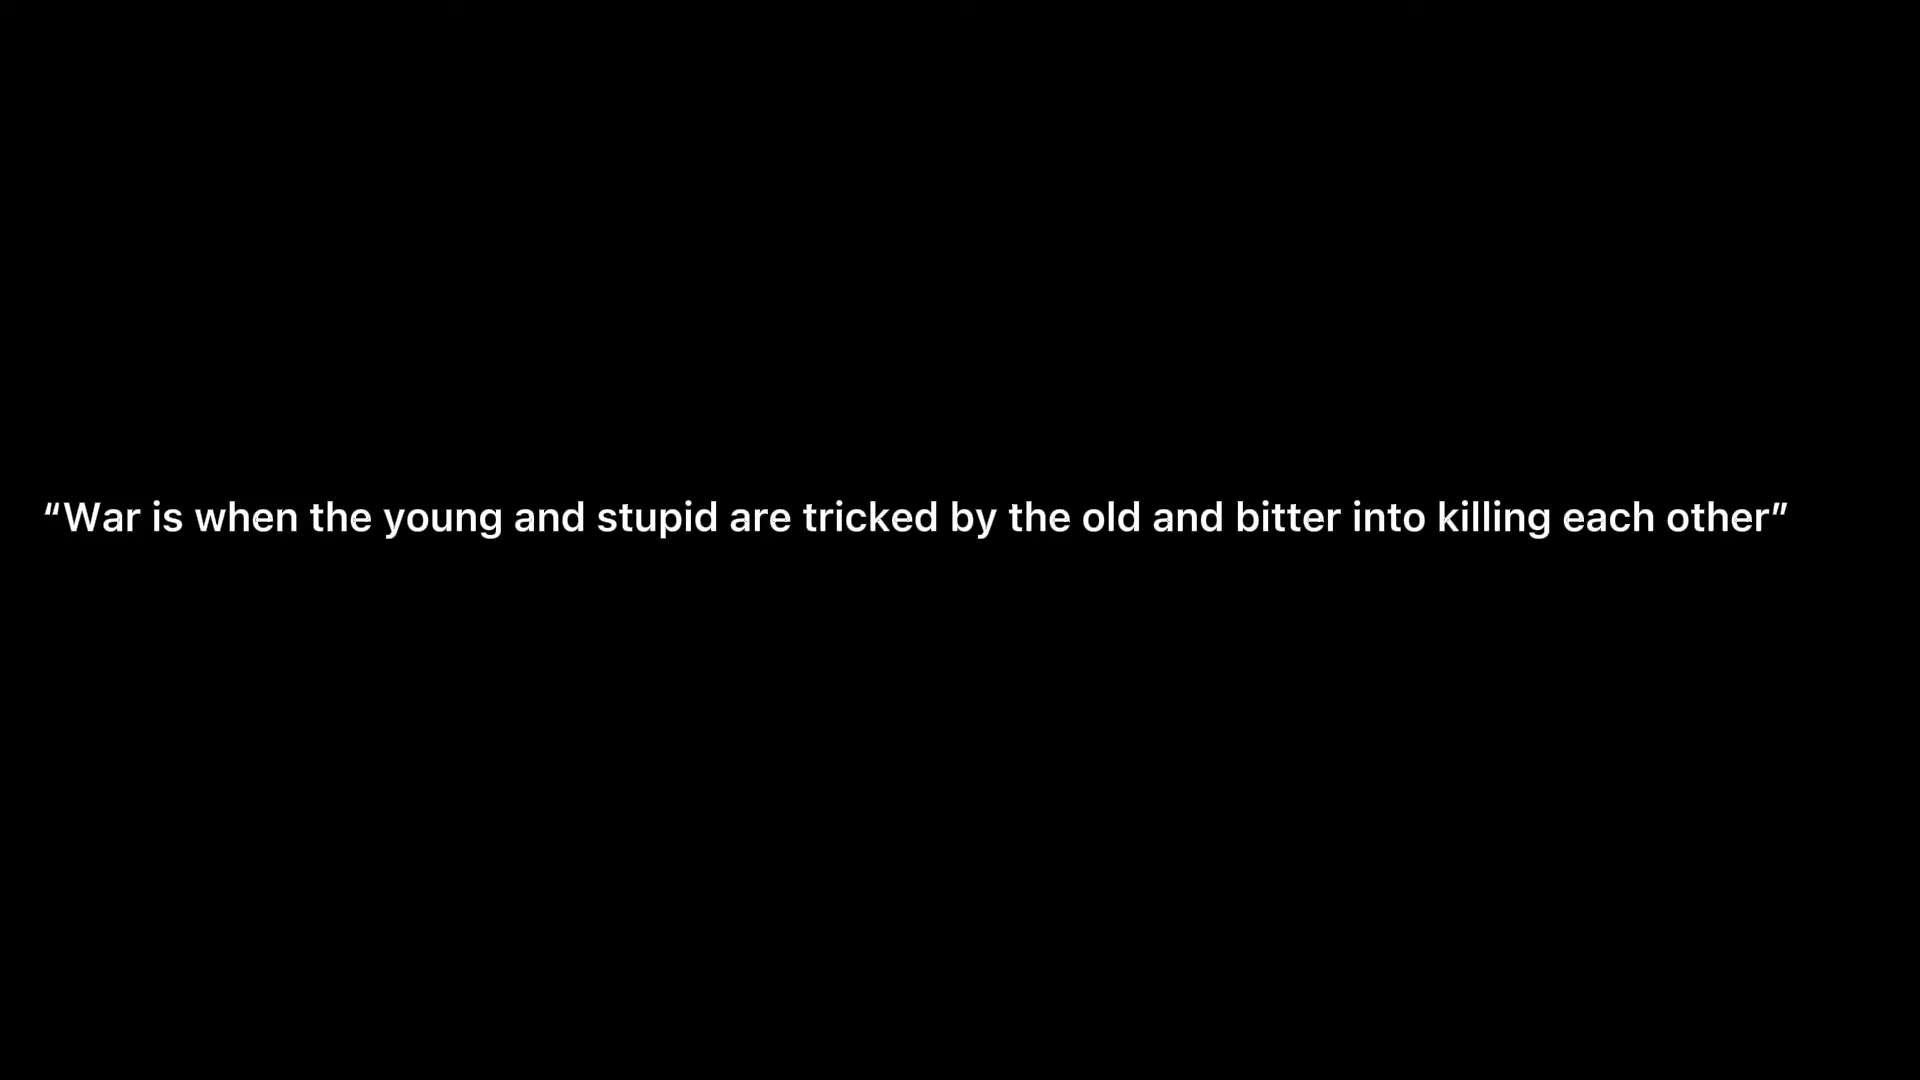 “War is when the young and stupid are tricked by the old and bitter into killing each other”